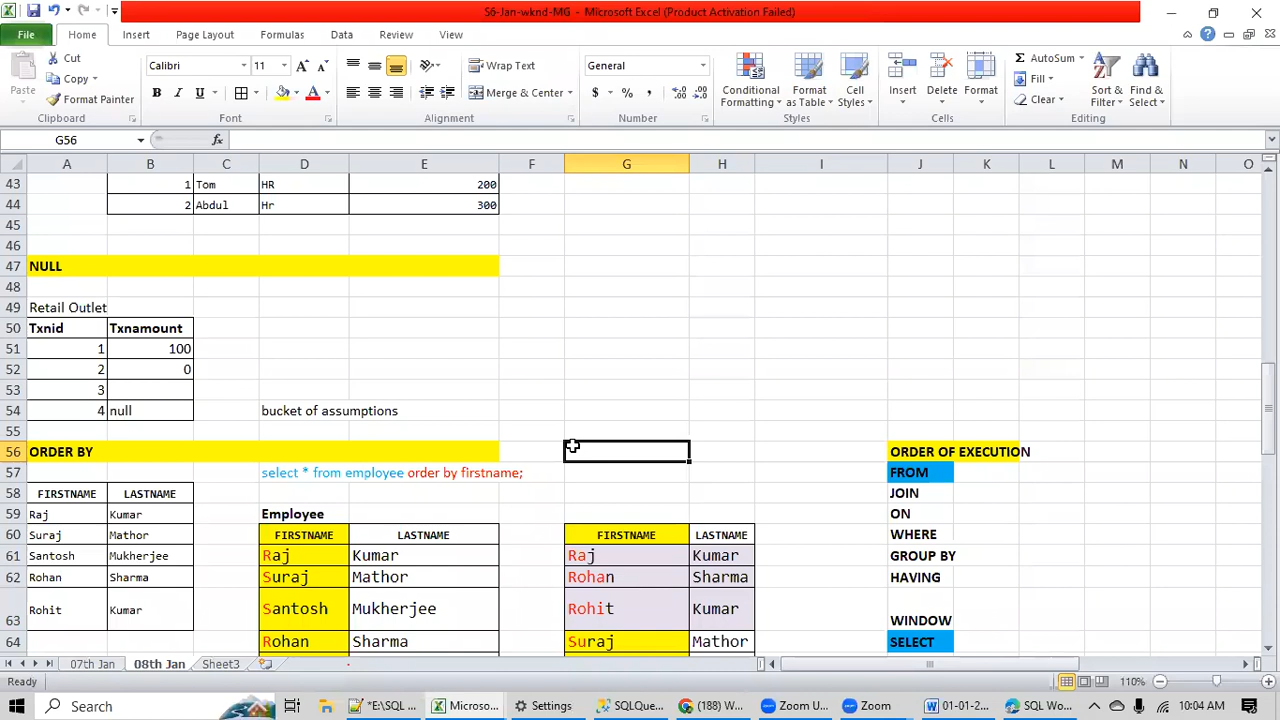 S6-Jan-wknd-MG - Microsoft Excel (Product Activation Failed)
File Home Insert Page Layout Formulas Data Review View
Cut
Copy
Format Painter
Paste
Clipboard
Calibri 11
B I U
Font
Wrap Text
Merge & Center
Alignment
General
$ % ,
Number
Conditional Formatting
Format as Table
Cell Styles
Styles
Insert Delete Format
Cells
AutoSum
Fill
Clear
Sort & Filter
Find & Select
Editing
G56 fx
A B C D E F G H I J K L M N O
43 1 Tom HR 200
44 2 Abdul Hr 300
45
46
47 NULL
48
49 Retail Outlet
50 Txnid Txnamount
51 1 100
52 2 0
53 3
54 4 null bucket of assumptions
55
56 ORDER BY ORDER OF EXECUTION
57 select * from employee order by firstname; FROM
58 FIRSTNAME LASTNAME JOIN
59 Raj Kumar Employee ON
60 Suraj Mathor FIRSTNAME LASTNAME FIRSTNAME LASTNAME WHERE
61 Santosh Mukherjee Raj Kumar Raj Kumar GROUP BY
62 Rohan Sharma Suraj Mathor Rohan Sharma HAVING
63 Rohit Kumar Santosh Mukherjee Rohit Kumar WINDOW
64 Rohan Sharma Suraj Mathor SELECT
07th Jan 08th Jan Sheet3
Ready 110%
Search *E:\SQL ... Microso... Settings SQLQue... (188) W... Zoom U... Zoom 01-01-2... SQL Wo... 10:04 AM